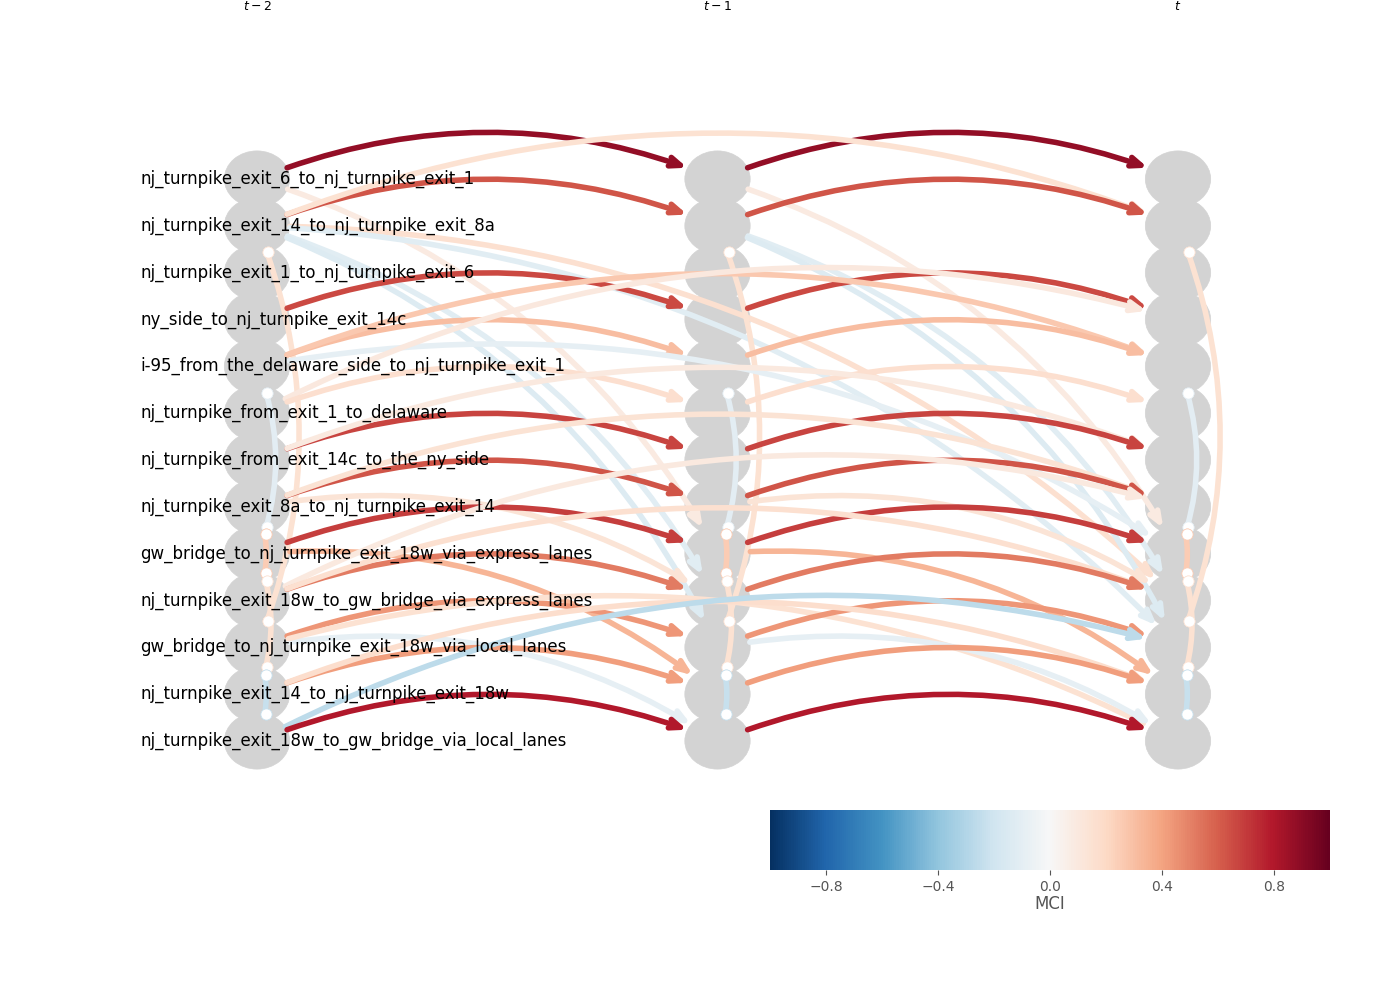 t − 2 t − 1 t
nj_turnpike_exit_6_to_nj_turnpike_exit_1
nj_turnpike_exit_14_to_nj_turnpike_exit_8a
nj_turnpike_exit_1_to_nj_turnpike_exit_6
ny_side_to_nj_turnpike_exit_14c
i-95_from_the_delaware_side_to_nj_turnpike_exit_1
nj_turnpike_from_exit_1_to_delaware
nj_turnpike_from_exit_14c_to_the_ny_side
nj_turnpike_exit_8a_to_nj_turnpike_exit_14
gw_bridge_to_nj_turnpike_exit_18w_via_express_lanes
nj_turnpike_exit_18w_to_gw_bridge_via_express_lanes
gw_bridge_to_nj_turnpike_exit_18w_via_local_lanes
nj_turnpike_exit_14_to_nj_turnpike_exit_18w
nj_turnpike_exit_18w_to_gw_bridge_via_local_lanes
−0.8 −0.4 0.0 0.4 0.8
MCI